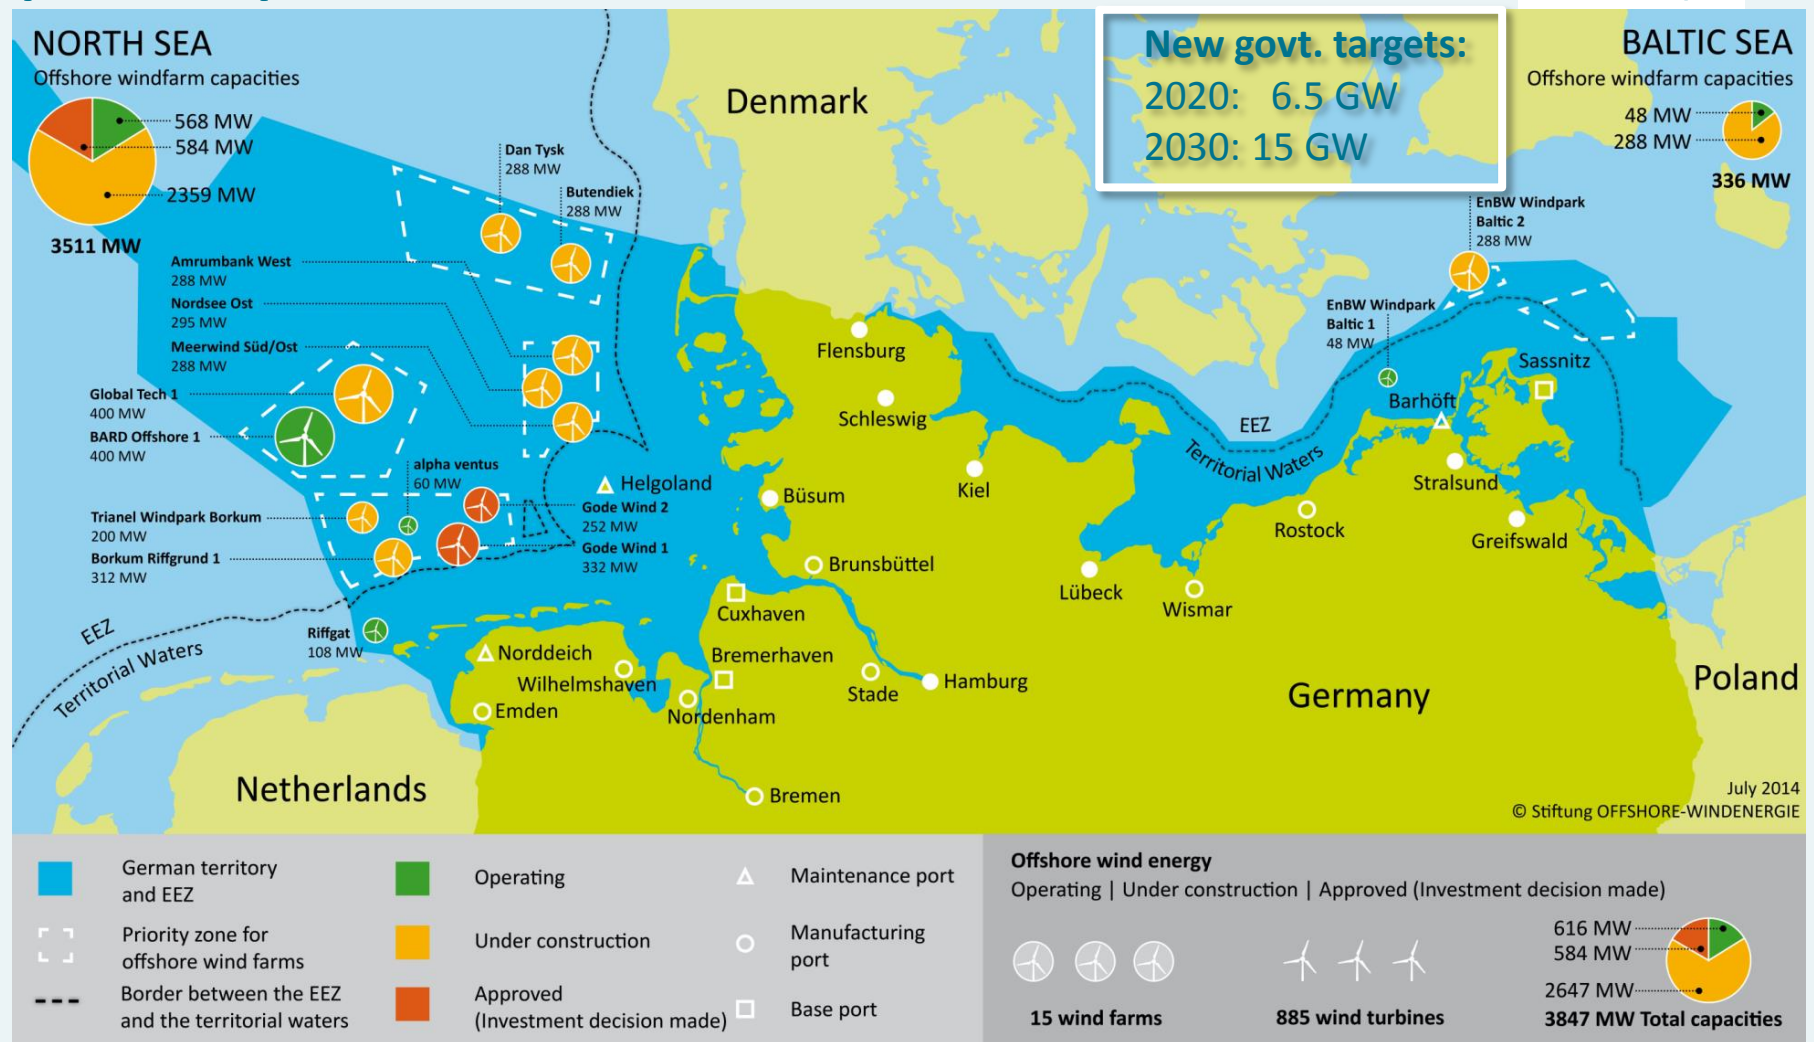 NORTH SEA
Offshore windfarm capacities
568 MW
584 MW
2359 MW
3511 MW
New govt. targets:
2020: 6.5 GW
2030: 15 GW
BALTIC SEA
Offshore windfarm capacities
48 MW
288 MW
336 MW
Denmark
Dan Tysk
288 MW
Butendiek
288 MW
Amrumbank West
288 MW
Nordsee Ost
295 MW
Meerwind Süd/Ost
288 MW
Global Tech 1
400 MW
BARD Offshore 1
400 MW
alpha ventus
60 MW
Trianel Windpark Borkum
200 MW
Borkum Riffgrund 1
312 MW
Gode Wind 2
252 MW
Gode Wind 1
332 MW
Riffgat
108 MW
EEZ
Territorial Waters
EnBW Windpark
Baltic 2
288 MW
EnBW Windpark
Baltic 1
48 MW
EEZ
Territorial Waters
Helgoland
Flensburg
Schleswig
Kiel
Büsum
Brunsbüttel
Cuxhaven
Bremerhaven
Norddeich
Wilhelmshaven
Emden
Nordenham
Stade
Hamburg
Bremen
Lübeck
Wismar
Rostock
Barhöft
Sassnitz
Stralsund
Greifswald
Netherlands
Germany
Poland
July 2014
© Stiftung OFFSHORE-WINDENERGIE
German territory
and EEZ
Priority zone for
offshore wind farms
Border between the EEZ
and the territorial waters
Operating
Under construction
Approved
(Investment decision made)
Maintenance port
Manufacturing
port
Base port
Offshore wind energy
Operating | Under construction | Approved (Investment decision made)
15 wind farms
885 wind turbines
616 MW
584 MW
2647 MW
3847 MW Total capacities